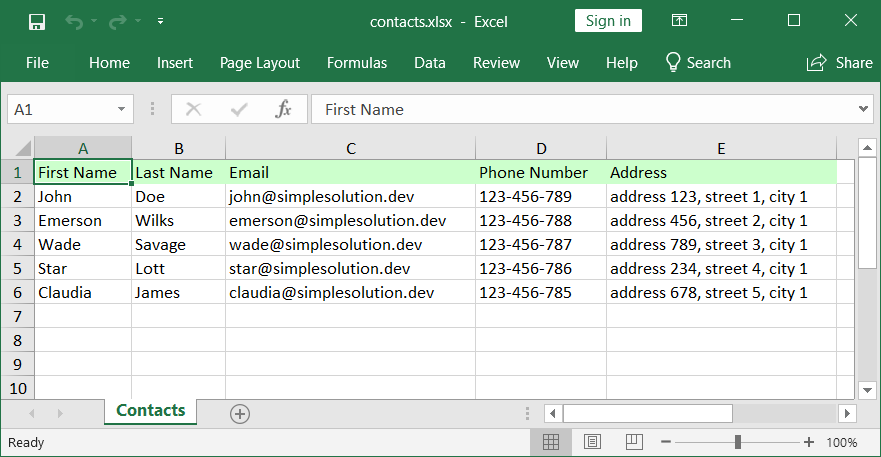 contacts.xlsx - Excel Sign in
File Home Insert Page Layout Formulas Data Review View Help Search Share
A1 fx First Name
A B C D E
1 First Name Last Name Email Phone Number Address
2 John Doe john@simplesolution.dev 123-456-789 address 123, street 1, city 1
3 Emerson Wilks emerson@simplesolution.dev 123-456-788 address 456, street 2, city 1
4 Wade Savage wade@simplesolution.dev 123-456-787 address 789, street 3, city 1
5 Star Lott star@simplesolution.dev 123-456-786 address 234, street 4, city 1
6 Claudia James claudia@simplesolution.dev 123-456-785 address 678, street 5, city 1
7
8
9
10
Contacts
Ready 100%